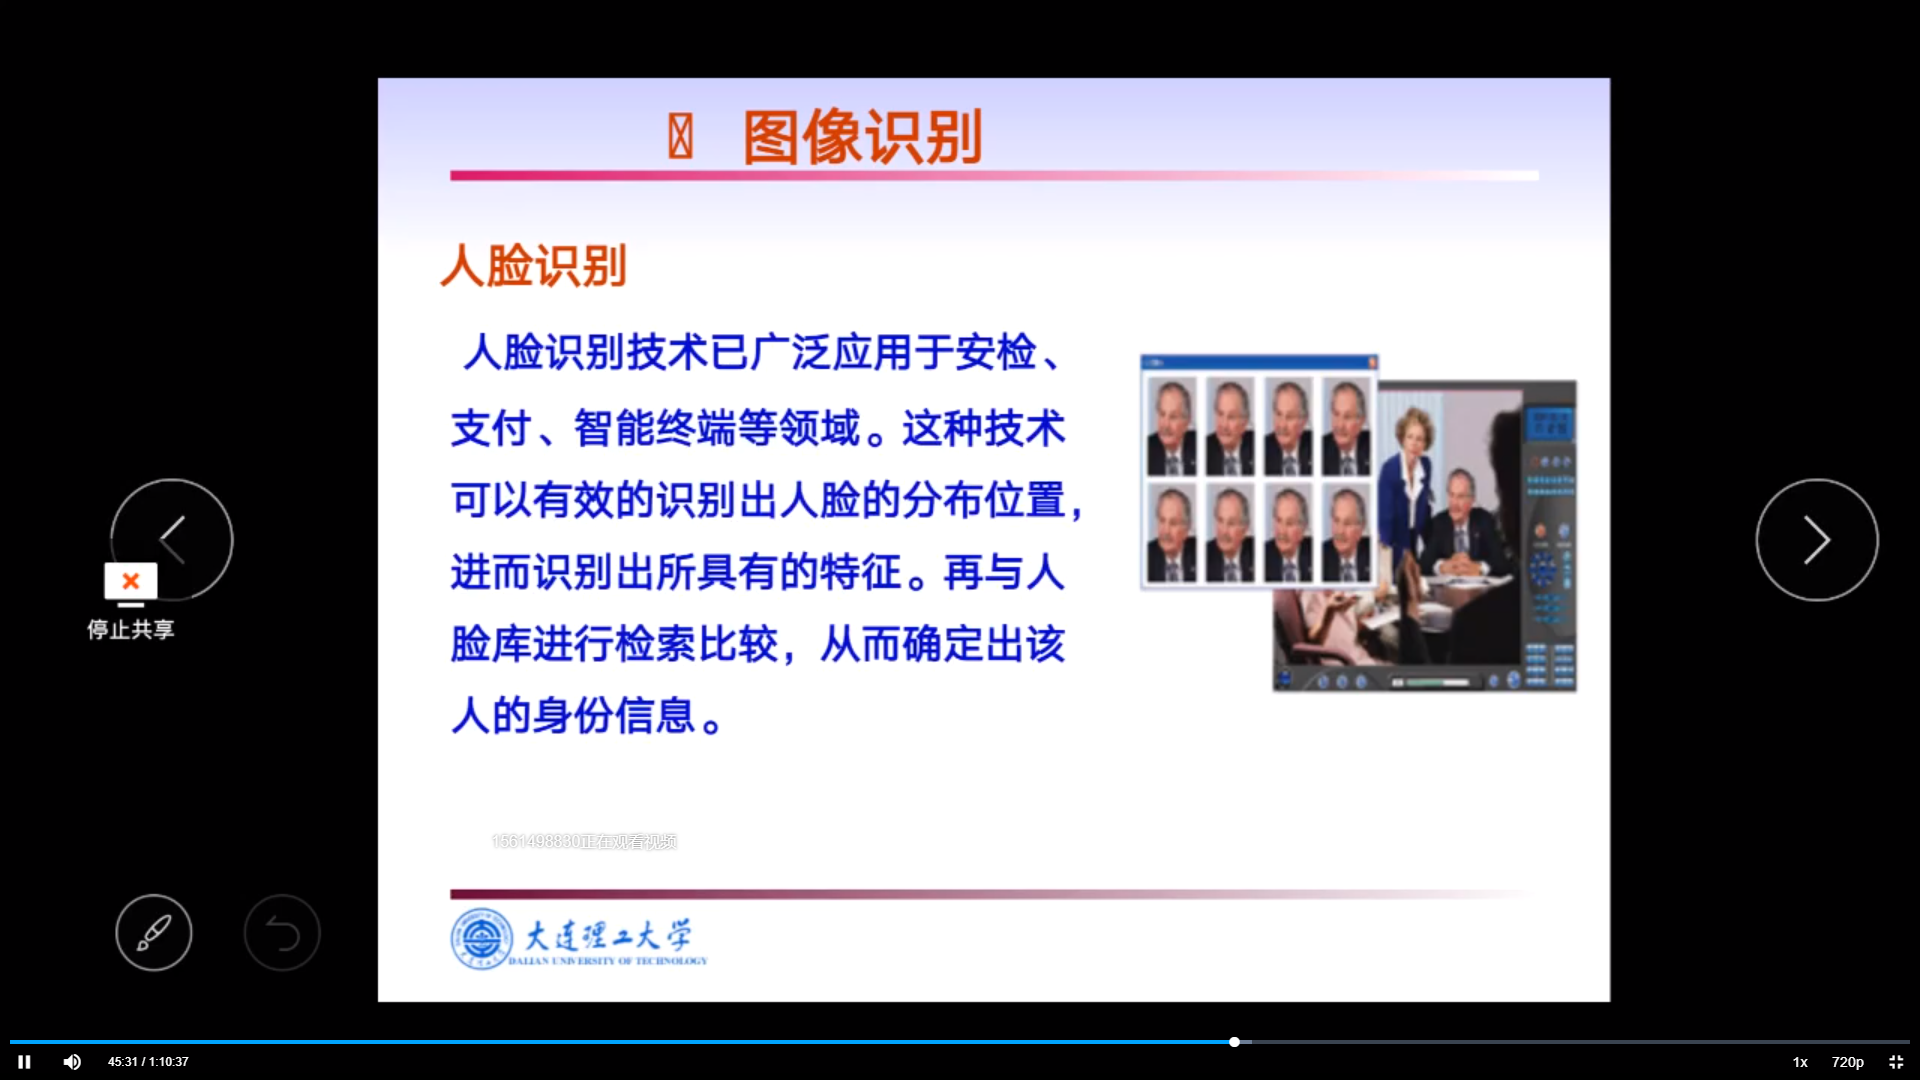 图像识别
人脸识别
人脸识别技术已广泛应用于安检、
支付、智能终端等领域。这种技术
可以有效的识别出人脸的分布位置，
进而识别出所具有的特征。再与人
脸库进行检索比较，从而确定出该
人的身份信息。
停止共享
1561498830正在观看视频
大连理工大学
DALIAN UNIVERSITY OF TECHNOLOGY
45:31 / 1:10:37
1x
720p